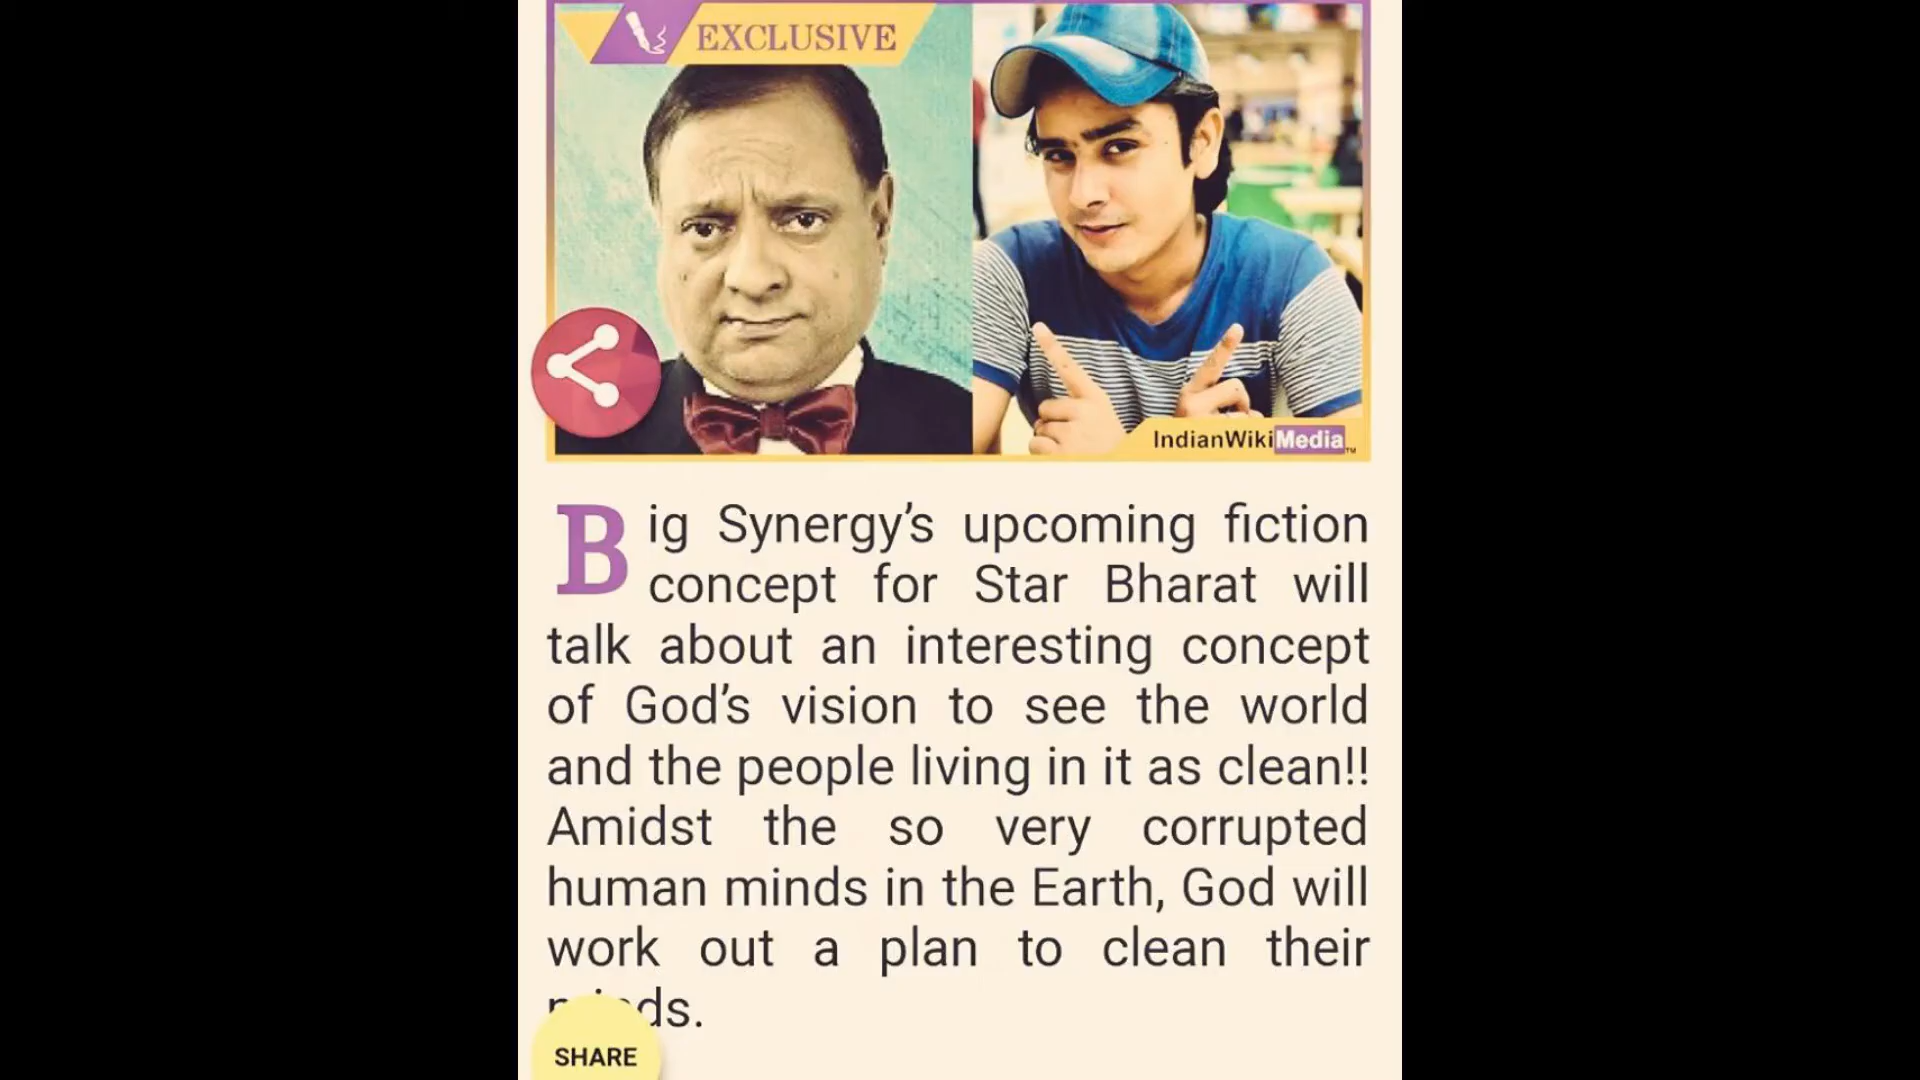 EXCLUSIVE
IndianWikiMedia™
Big Synergy’s upcoming fiction
concept for Star Bharat will
talk about an interesting concept
of God’s vision to see the world
and the people living in it as clean!!
Amidst the so very corrupted
human minds in the Earth, God will
work out a plan to clean their
minds.
SHARE